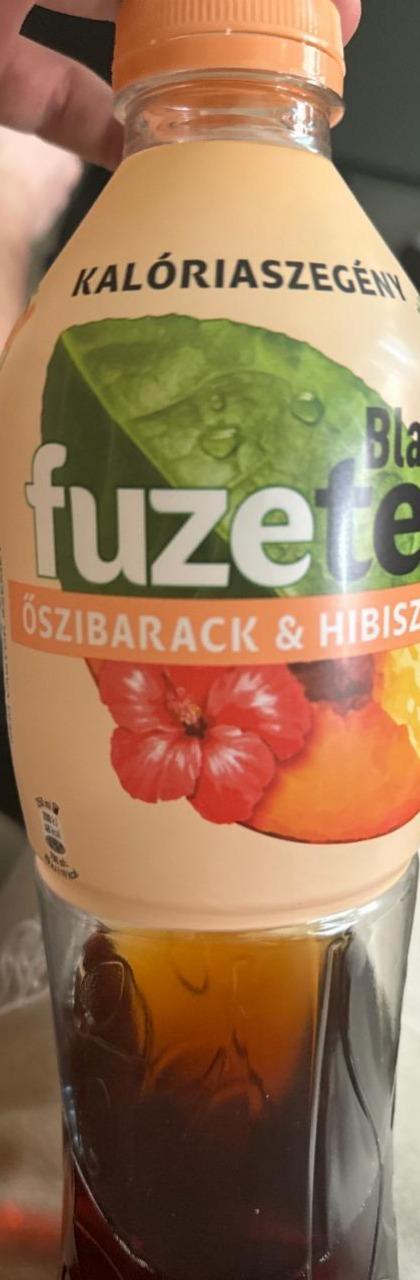 KALÓRIASZEGÉNY
Bla
fuzete
ŐSZIBARACK & HIBISZ